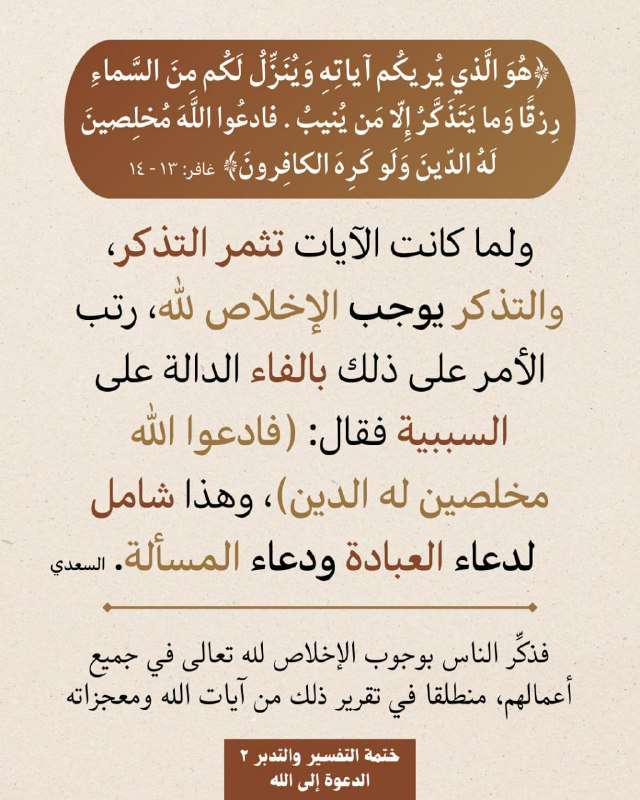 ﴿هُوَ الَّذي يُريكُم آياتِهِ وَيُنَزِّلُ لَكُم مِنَ السَّماءِ
رِزقًا وَما يَتَذَكَّرُ إِلّا مَن يُنيبُ . فَادعُوا اللَّهَ مُخلِصينَ
لَهُ الدّينَ وَلَو كَرِهَ الكافِرونَ﴾ غافر: ١٣ - ١٤
ولما كانت الآيات تثمر التذكر،
والتذكر يوجب الإخلاص لله، رتب
الأمر على ذلك بالفاء الدالة على
السببية فقال: (فادعوا الله
مخلصين له الدين)، وهذا شامل
لدعاء العبادة ودعاء المسألة. السعدي
فذكِّر الناس بوجوب الإخلاص لله تعالى في جميع
أعمالهم، منطلقا في تقرير ذلك من آيات الله ومعجزاته
ختمة التفسير والتدبر ٢
الدعوة إلى الله